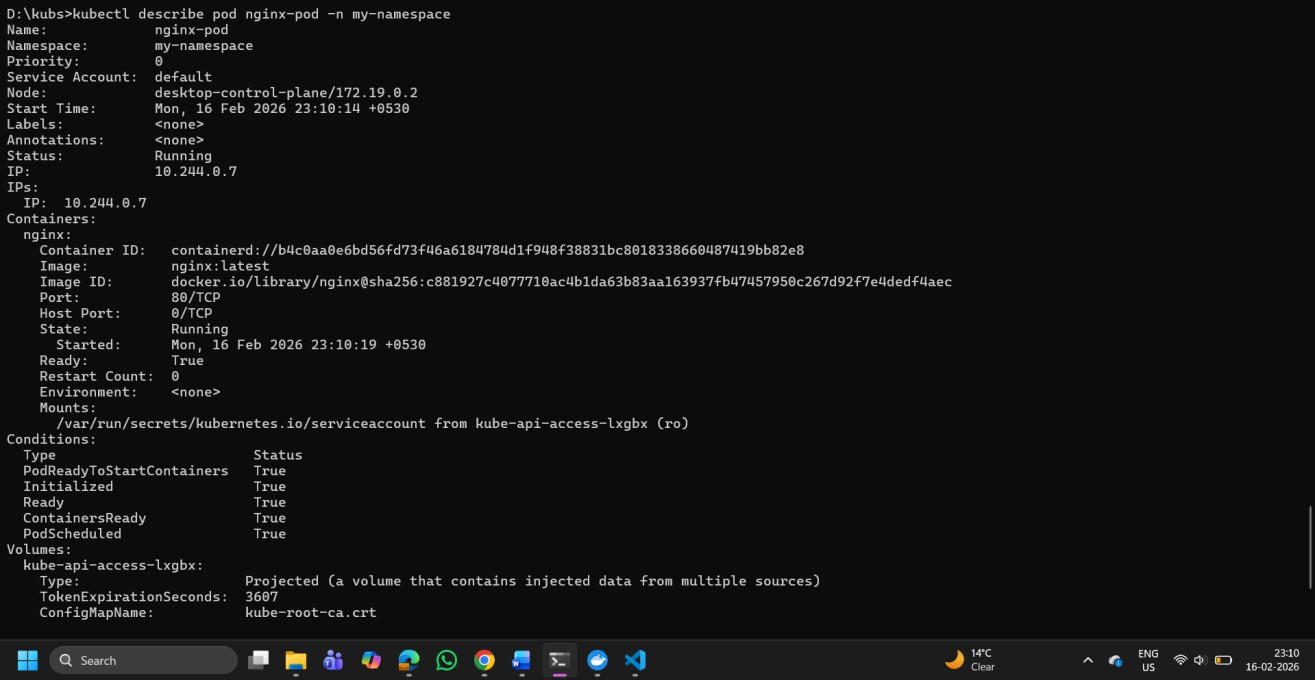 D:\kubs>kubectl describe pod nginx-pod -n my-namespace
Name:             nginx-pod
Namespace:        my-namespace
Priority:         0
Service Account:  default
Node:             desktop-control-plane/172.19.0.2
Start Time:       Mon, 16 Feb 2026 23:10:14 +0530
Labels:           <none>
Annotations:      <none>
Status:           Running
IP:               10.244.0.7
IPs:
  IP:  10.244.0.7
Containers:
  nginx:
    Container ID:   containerd://b4c0aa0e6bd56fd73f46a6184784d1f948f38831bc8018338660487419bb82e8
    Image:          nginx:latest
    Image ID:       docker.io/library/nginx@sha256:c881927c4077710ac4b1da63b83aa163937fb47457950c267d92f7e4dedf4aec
    Port:           80/TCP
    Host Port:      0/TCP
    State:          Running
      Started:      Mon, 16 Feb 2026 23:10:19 +0530
    Ready:          True
    Restart Count:  0
    Environment:    <none>
    Mounts:
      /var/run/secrets/kubernetes.io/serviceaccount from kube-api-access-lxgbx (ro)
Conditions:
  Type                        Status
  PodReadyToStartContainers   True
  Initialized                 True
  Ready                       True
  ContainersReady             True
  PodScheduled                True
Volumes:
  kube-api-access-lxgbx:
    Type:                    Projected (a volume that contains injected data from multiple sources)
    TokenExpirationSeconds:  3607
    ConfigMapName:           kube-root-ca.crt
Search
14°C
Clear
ENG
US
23:10
16-02-2026